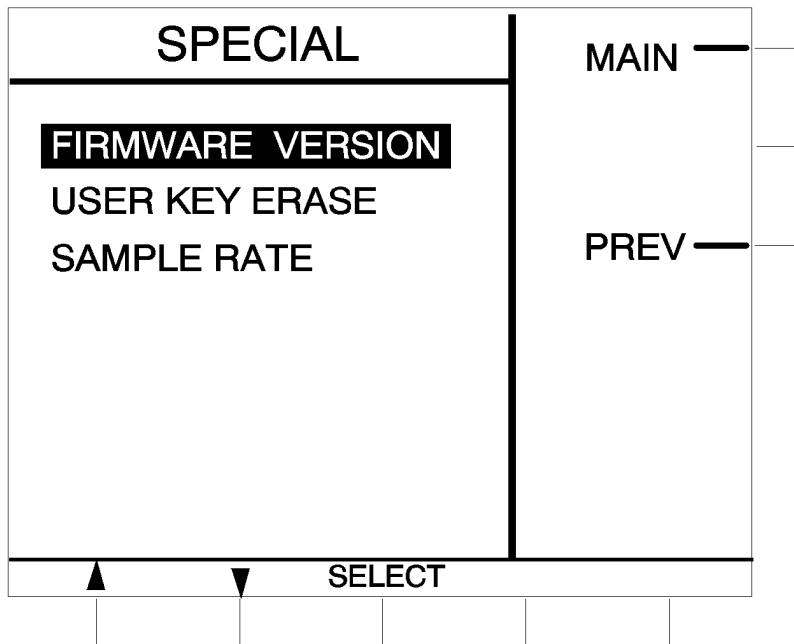 SPECIAL
MAIN
FIRMWARE VERSION
USER KEY ERASE
SAMPLE RATE
PREV
SELECT